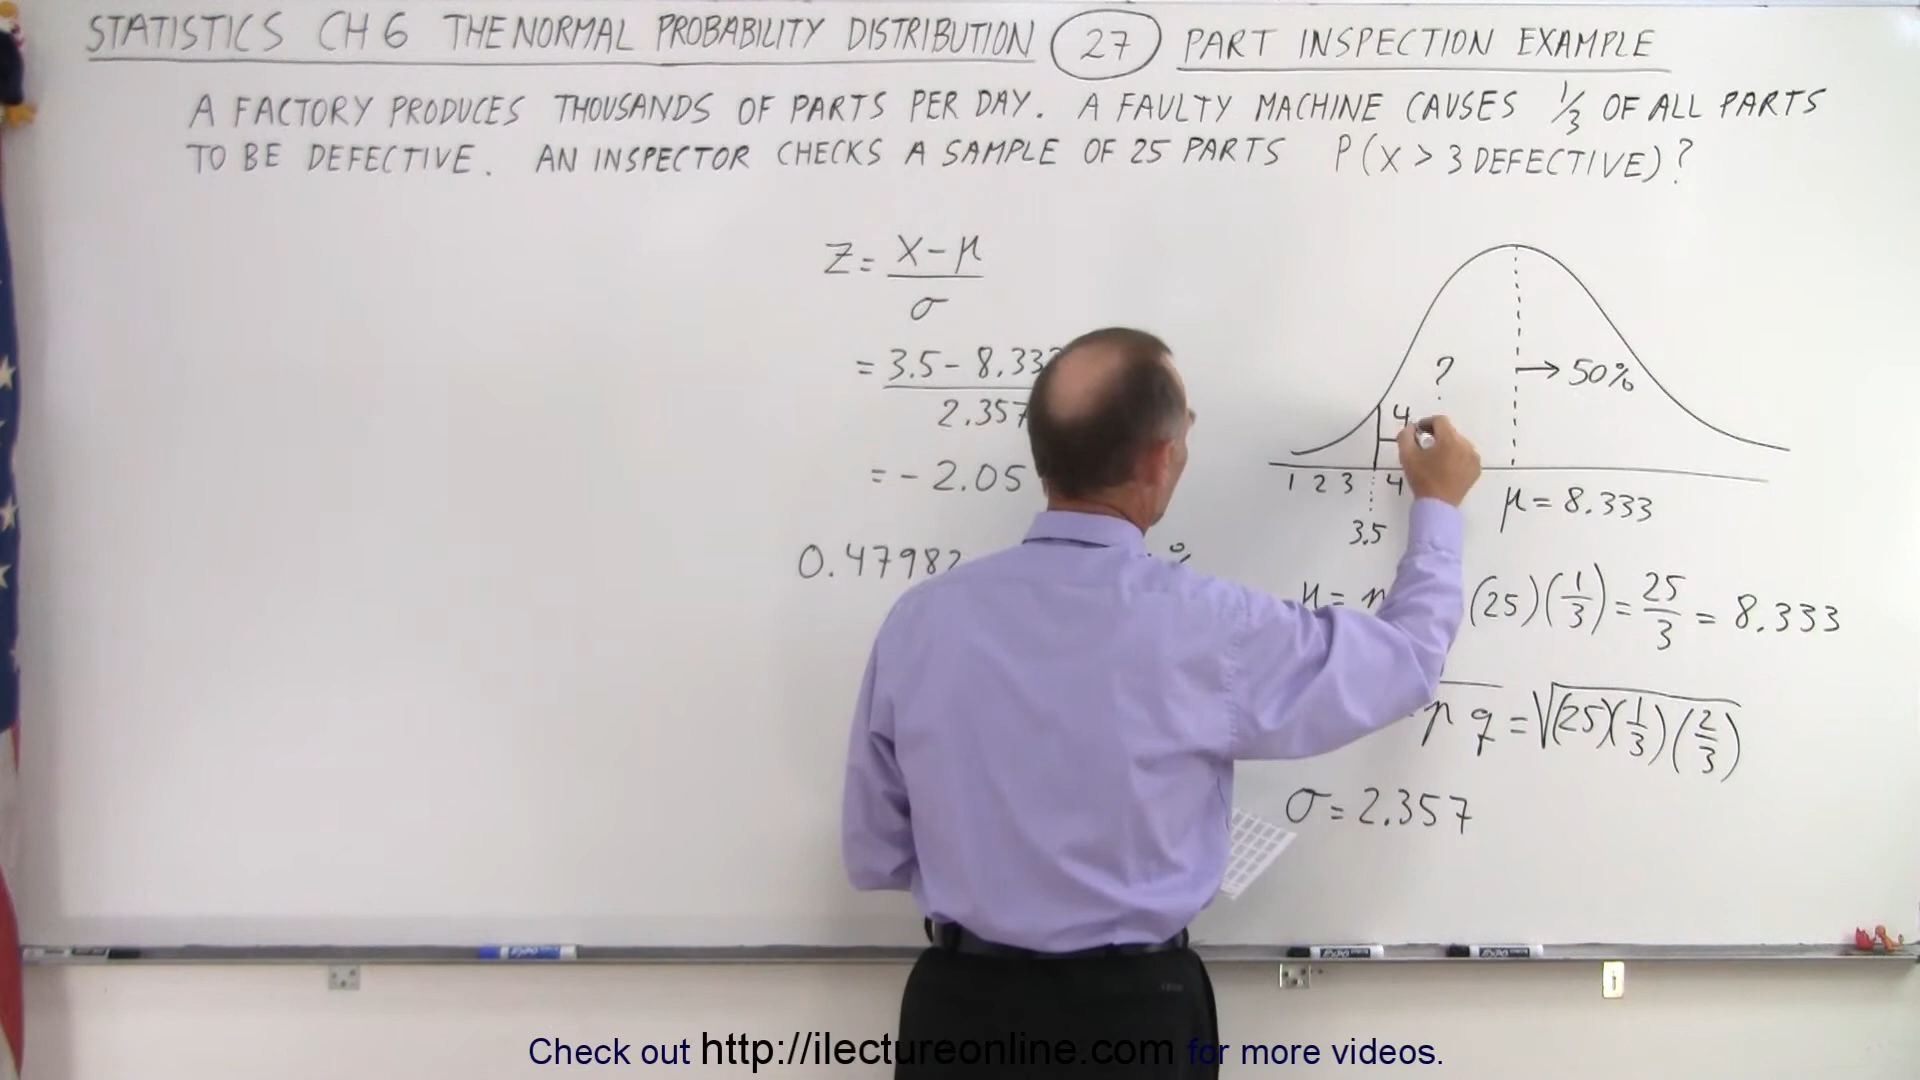 STATISTICS CH 6 THE NORMAL PROBABILITY DISTRIBUTION 27 PART INSPECTION EXAMPLE
A FACTORY PRODUCES THOUSANDS OF PARTS PER DAY. A FAULTY MACHINE CAUSES 1/3 OF ALL PARTS
TO BE DEFECTIVE. AN INSPECTOR CHECKS A SAMPLE OF 25 PARTS P(X > 3 DEFECTIVE)?
Z = (X - μ)/σ
= (3.5 - 8.33)/2.357
= - 2.05
0.4798 %
?
→ 50%
4
1 2 3 4
3.5
μ = 8.333
μ = n (25)(1/3) = 25/3 = 8.333
p q = √(25)(1/3)(2/3)
σ = 2.357
Check out http://ilectureonline.com for more videos.